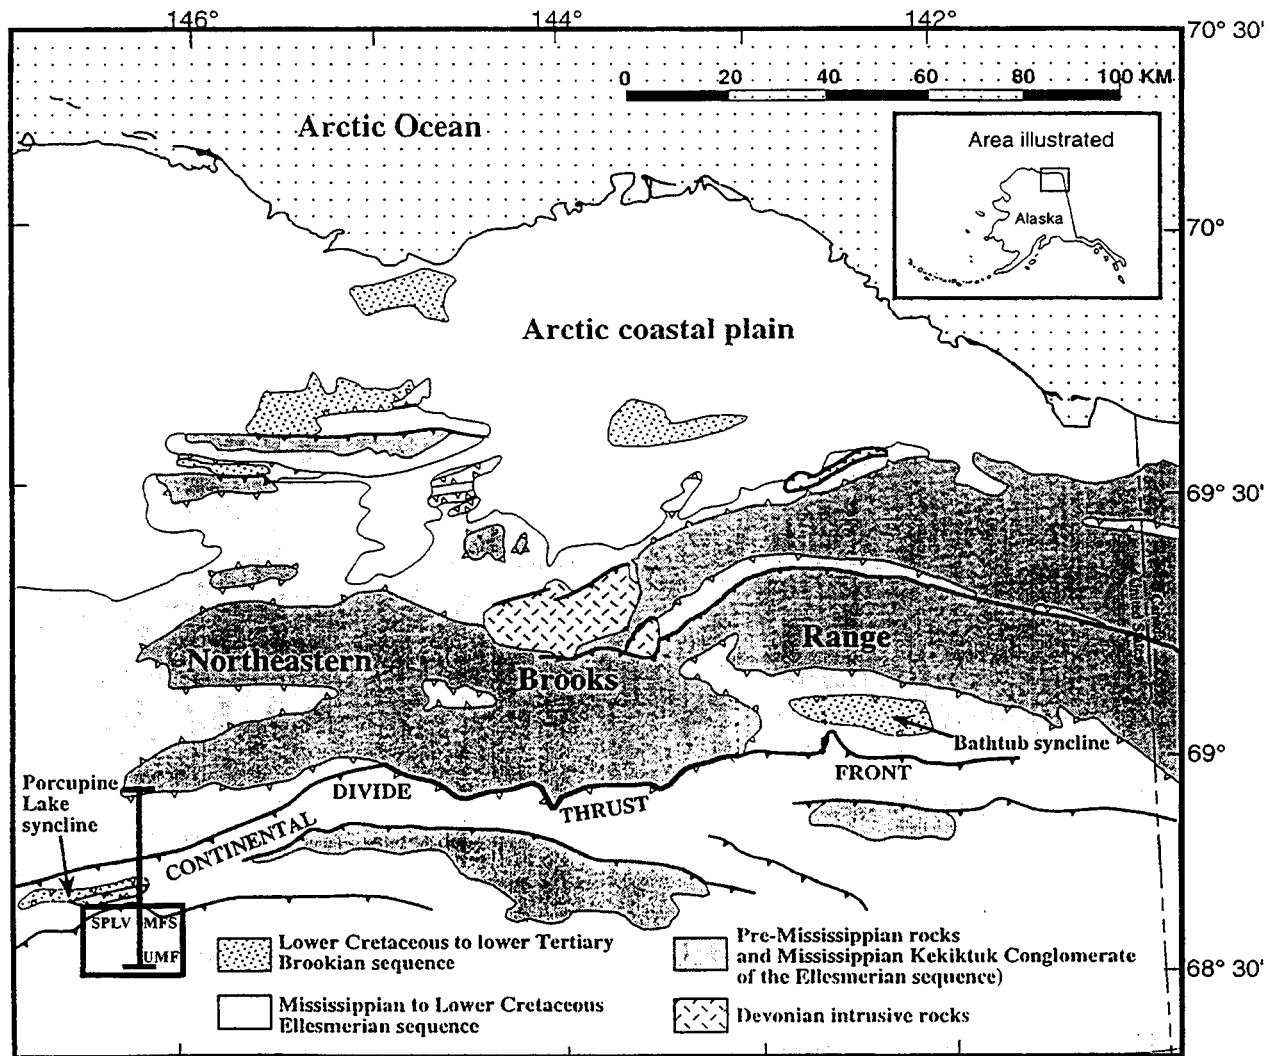 146°
144°
142°
70° 30'
0 20 40 60 80 100 KM
Arctic Ocean
Area illustrated
Alaska
70°
Arctic coastal plain
69° 30'
Northeastern
Brooks
Range
Bathtub syncline
69°
Porcupine
Lake
syncline
CONTINENTAL
DIVIDE
THRUST
FRONT
SPLV
MFS
UMF
Lower Cretaceous to lower Tertiary
Brookian sequence
Mississippian to Lower Cretaceous
Ellesmerian sequence
Pre-Mississippian rocks
and Mississippian Kekiktuk Conglomerate
of the Ellesmerian sequence)
Devonian intrusive rocks
68° 30'